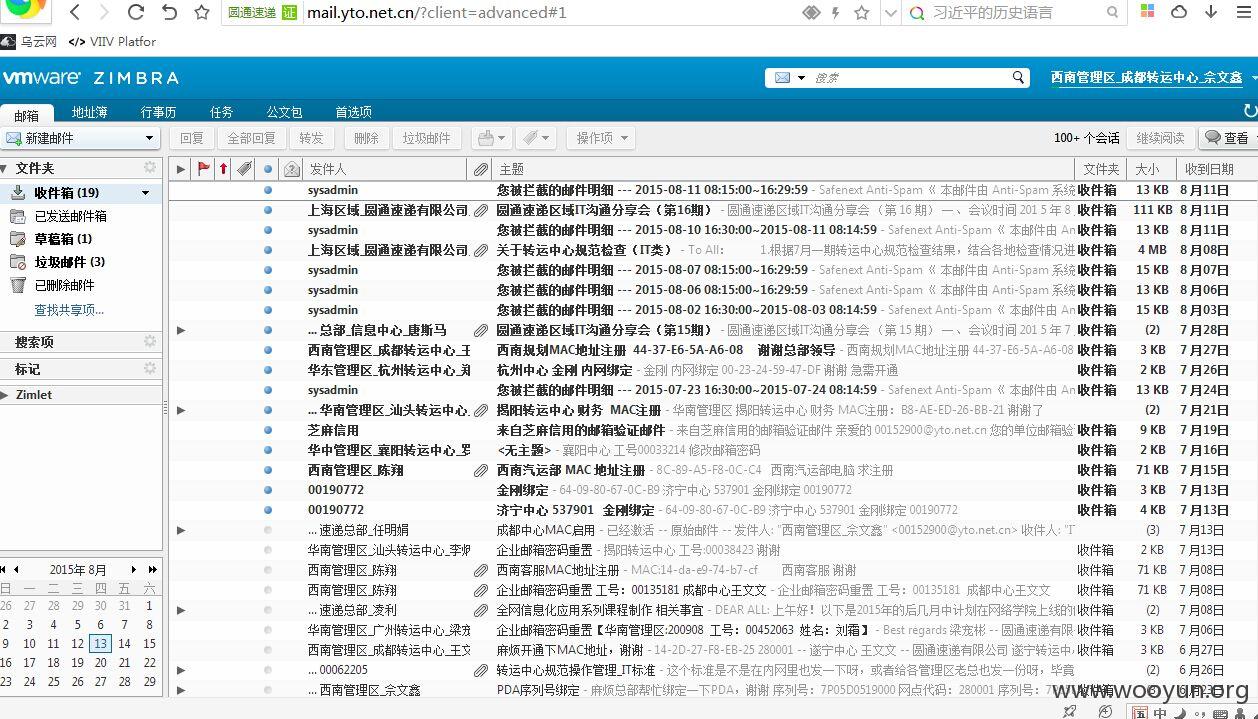 圆通速递 证 mail.yto.net.cn/?client=advanced#1 习近平的历史语言
乌云网 </> VIIV Platfor
vmware ZIMBRA 搜索 西南管理区_成都转运中心_佘文鑫
邮箱 地址簿 行事历 任务 公文包 首选项
新建邮件 回复 全部回复 转发 删除 垃圾邮件 操作项 100+ 个会话 继续阅读 查看
文件夹
收件箱 (19)
已发送邮件箱
草稿箱 (1)
垃圾邮件 (3)
已删除邮件
查找共享项...
搜索项
标记
Zimlet
发件人 主题 文件夹 大小 收到日期
sysadmin 您被拦截的邮件明细 --- 2015-08-11 08:15:00~16:29:59 - Safenext Anti-Spam 《 本邮件由 Anti-Spam 系统 收件箱 13 KB 8月11日
上海区域_圆通速递有限公司 圆通速递区域IT沟通分享会（第16期） - 圆通速递区域IT沟通分享会 （第 16 期） 一、会议时间 201 5 年 8 收件箱 111 KB 8月11日
sysadmin 您被拦截的邮件明细 --- 2015-08-10 16:30:00~2015-08-11 08:14:59 - Safenext Anti-Spam 《 本邮件由 An 收件箱 13 KB 8月11日
上海区域_圆通速递有限公司 关于转运中心规范检查（IT类） - To All： 1.根据7月一期转运中心规范检查结果，结合各地检查情况进 收件箱 4 MB 8月08日
sysadmin 您被拦截的邮件明细 --- 2015-08-07 08:15:00~16:29:59 - Safenext Anti-Spam 《 本邮件由 Anti-Spam 系统 收件箱 15 KB 8月07日
sysadmin 您被拦截的邮件明细 --- 2015-08-06 08:15:00~16:29:59 - Safenext Anti-Spam 《 本邮件由 Anti-Spam 系统 收件箱 13 KB 8月06日
sysadmin 您被拦截的邮件明细 --- 2015-08-02 16:30:00~2015-08-03 08:14:59 - Safenext Anti-Spam 《 本邮件由 An 收件箱 15 KB 8月03日
... 总部_信息中心_唐斯马 圆通速递区域IT沟通分享会（第15期） - 圆通速递区域IT沟通分享会 （第 15 期） 一、会议时间 201 5 年 7 (2) 7月28日
西南管理区_成都转运中心_王 西南规划MAC地址注册 44-37-E6-5A-A6-08 谢谢总部领导 - 西南规划MAC地址注册 44-37-E6-5A-A6-08 收件箱 3 KB 7月27日
华东管理区_杭州转运中心_郑 杭州中心 金刚 内网绑定 - 金刚 内网绑定 00-23-24-59-47-DF 谢谢 急需开通 收件箱 2 KB 7月26日
sysadmin 您被拦截的邮件明细 --- 2015-07-23 16:30:00~2015-07-24 08:14:59 - Safenext Anti-Spam 《 本邮件由 An 收件箱 13 KB 7月24日
... 华南管理区_汕头转运中心_ 揭阳转运中心 财务 MAC注册 - 华南管理区 揭阳转运中心 财务 MAC注册：B8-AE-ED-26-BB-21 谢谢了 (2) 7月21日
芝麻信用 来自芝麻信用的邮箱验证邮件 - 来自芝麻信用的邮箱验证邮件 亲爱的 00152900@yto.net.cn 您的单位邮箱验 收件箱 9 KB 7月19日
华中管理区_襄阳转运中心_罗 <无主题> - 襄阳中心 工号00033214 修改邮箱密码 收件箱 2 KB 7月16日
西南管理区_陈翔 西南汽运部 MAC 地址注册 - 8C-89-A5-F8-0C-C4 西南汽运部电脑 求注册 收件箱 71 KB 7月15日
00190772 金刚绑定 - 64-09-80-67-0C-B9 济宁中心 537901 金刚绑定 00190772 收件箱 3 KB 7月13日
00190772 济宁中心 537901 金刚绑定 - 64-09-80-67-0C-B9 济宁中心 537901 金刚绑定 00190772 收件箱 4 KB 7月13日
... 速递总部_任明娟 成都中心MAC启用 - 已经激活 -- 原始邮件 -- 发件人: "西南管理区_佘文鑫" <00152900@yto.net.cn> 收件人: "I (3) 7月13日
华南管理区_汕头转运中心_李炳 企业邮箱密码重置 - 揭阳转运中心 工号:00038423 谢谢 收件箱 2 KB 7月13日
西南管理区_陈翔 西南客服MAC地址注册 - MAC:14-da-e9-74-b7-cf 西南客服 谢谢 收件箱 71 KB 7月08日
西南管理区_陈翔 企业邮箱密码重置 工号：00135181 成都中心王文文 - 企业邮箱密码重置 工号：00135181 成都中心王文文 收件箱 71 KB 7月08日
... 速递总部_凌利 全网信息化应用系列课程制作 相关事宜 - DEAR ALL: 上午好！以下是2015年的后几月中计划在网络学院上线的 (2) 7月08日
华南管理区_广州转运中心_梁宠 企业邮箱密码重置【华南管理区:200908 工号：00452063 姓名：刘霜】 - Best regards 梁宠彬 -- 圆通速递有限 收件箱 3 KB 7月06日
西南管理区_成都转运中心_王文 麻烦开通下MAC地址，谢谢 - 14-2D-27-F8-EB-25 280001 -- 遂宁中心 王文文 -- 圆通速递有限公司 遂宁转运中心 收件箱 3 KB 6月27日
... 00062205 转运中心规范操作管理_IT标准 - 这个标准是不是在内网里也发一下呀，或者给各管理区老总也发一份呀，毕竟 (2) 6月26日
... 西南管理区_佘文鑫 PDA序列号绑定 - 麻烦总部帮忙绑定一下PDA，谢谢 序列号：7P05D0519000 网点代码：280001 序列号：
2015年 8月
日 一 二 三 四 五 六
26 27 28 29 30 31 1
2 3 4 5 6 7 8
9 10 11 12 13 14 15
16 17 18 19 20 21 22
23 24 25 26 27 28 29
www.wooyun.org
五 中